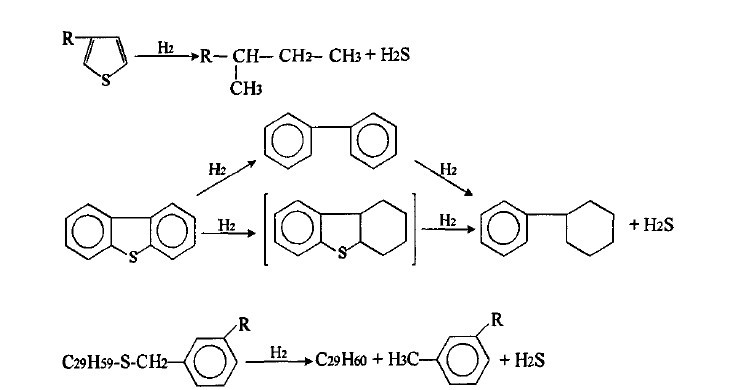 R
S
H2
R- CH- CH2- CH3 + H2S
CH3
H2
H2
S
H2
S
H2
+ H2S
C29H59-S-CH2
R
H2
C29H60 + H3C
R
+ H2S